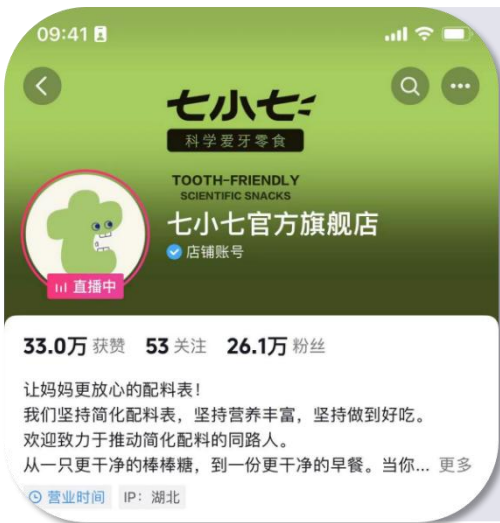 09:41
七小七
科学爱牙零食
TOOTH-FRIENDLY
SCIENTIFIC SNACKS
七小七官方旗舰店
店铺账号
直播中
33.0万 获赞 53 关注 26.1万 粉丝
让妈妈更放心的配料表！
我们坚持简化配料表，坚持营养丰富，坚持做到好吃。
欢迎致力于推动简化配料的同路人。
从一只更干净的棒棒糖，到一份更干净的早餐。当你... 更多
营业时间 IP：湖北